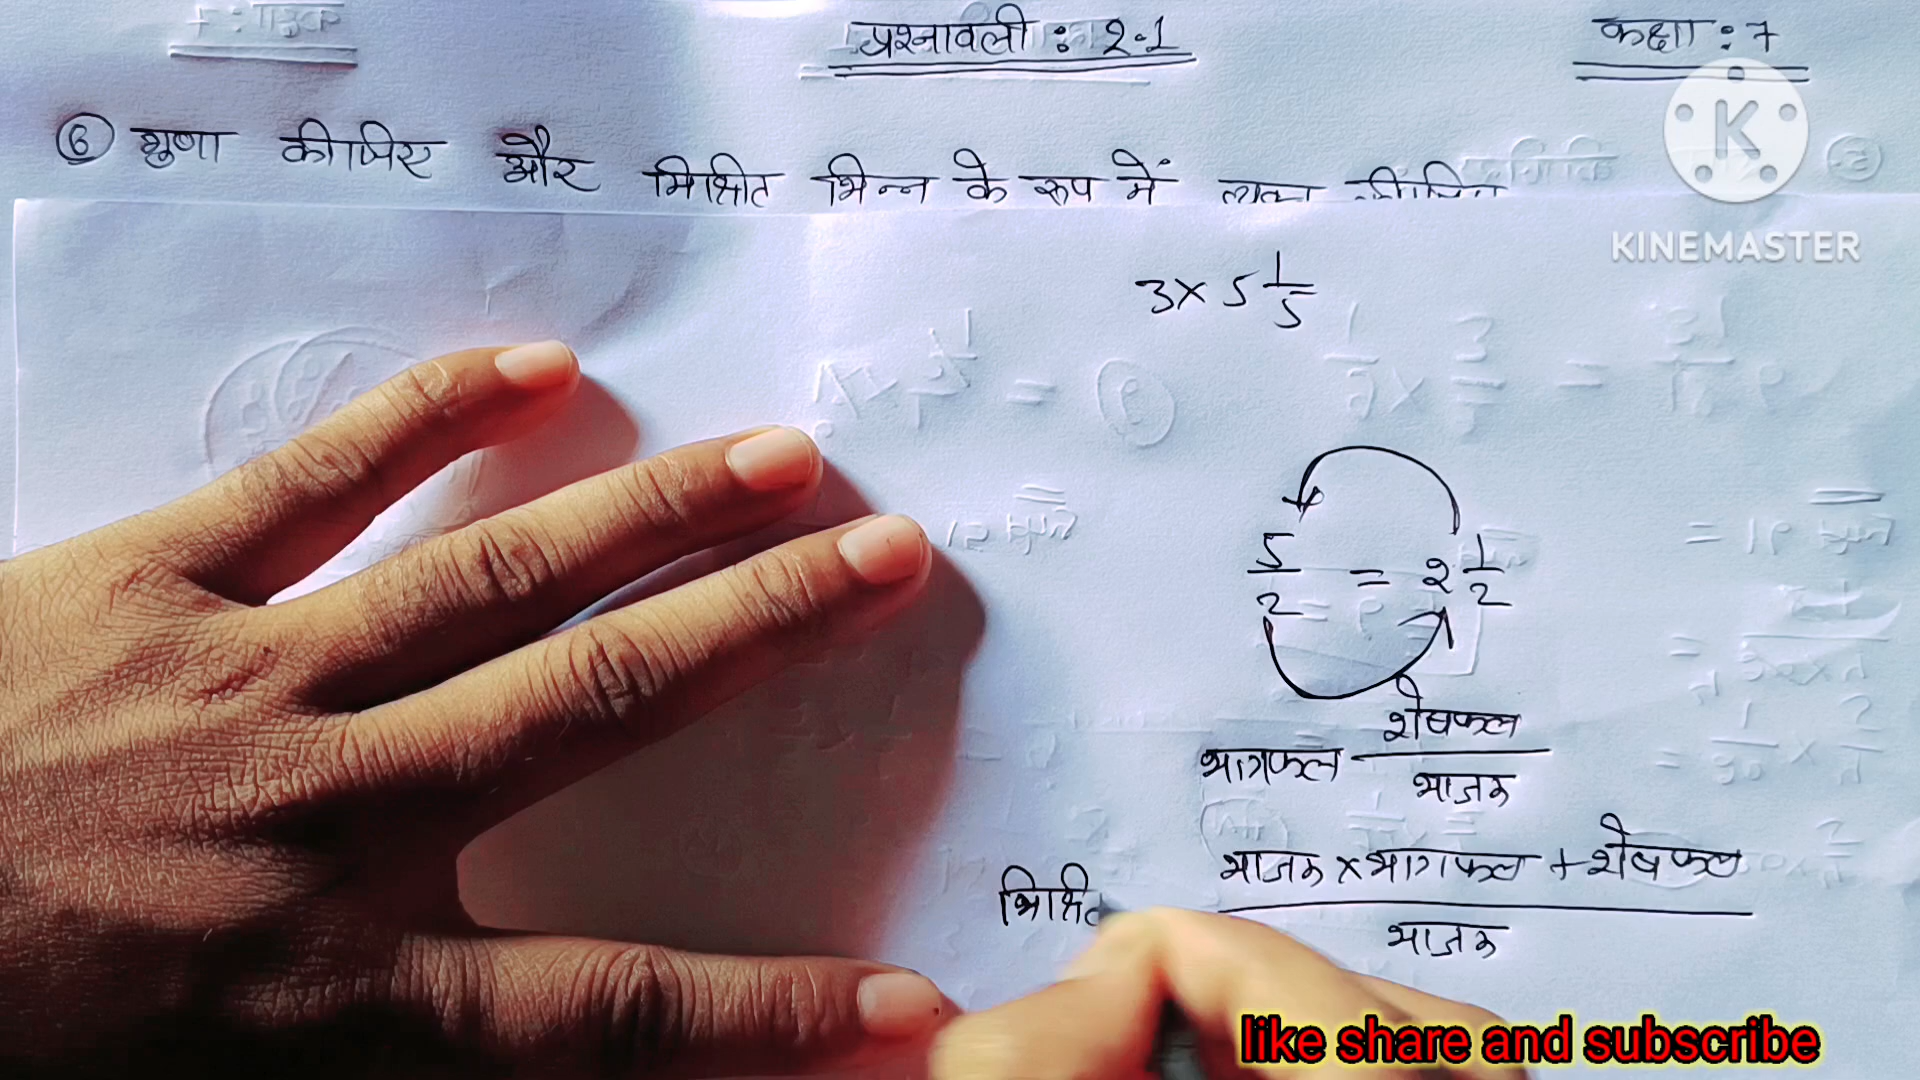 प्रश्नावली : 2.1
कक्षा : 7
⑥ गुणा कीजिए और मिश्रित भिन्न के रूप में
KINEMASTER
3 × 5 1/5
5/2 = 2 1/2
भागफल शेषफल/भाजक
भाजक × भागफल + शेषफल
मिश्रित
भाजक
like share and subscribe